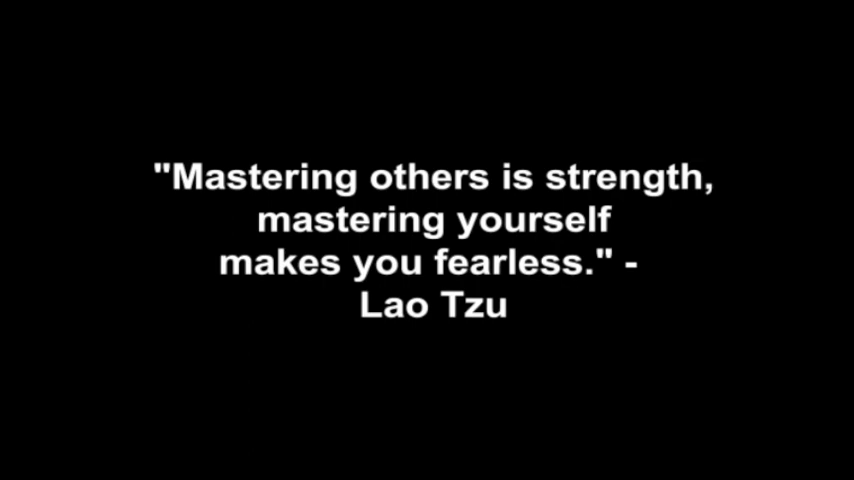 "Mastering others is strength,
mastering yourself
makes you fearless." -
Lao Tzu